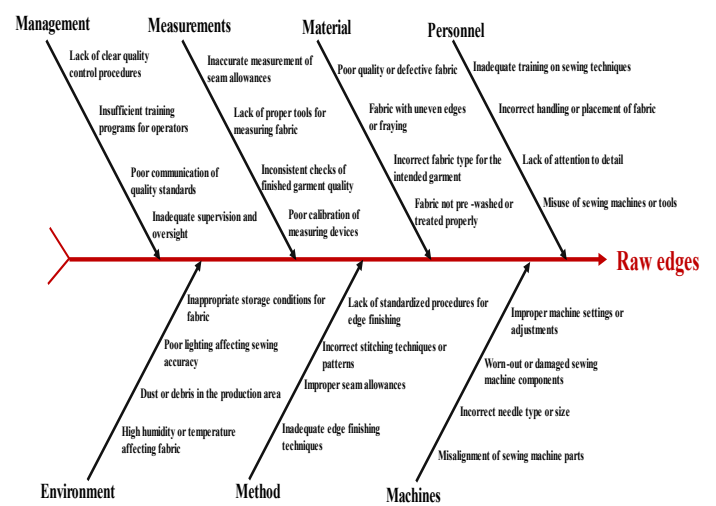 Management
Measurements
Material
Personnel
Lack of clear quality
control procedures
Insufficient training
programs for operators
Poor communication of
quality standards
Inadequate supervision and
oversight
Inaccurate measurement of
seam allowances
Lack of proper tools for
measuring fabric
Inconsistent checks of
finished garment quality
Poor calibration of
measuring devices
Poor quality or defective fabric
Fabric with uneven edges
or fraying
Incorrect fabric type for the
intended garment
Fabric not pre -washed or
treated properly
Inadequate training on sewing techniques
Incorrect handling or placement of fabric
Lack of attention to detail
Misuse of sewing machines or tools
Raw edges
Inappropriate storage conditions for
fabric
Poor lighting affecting sewing
accuracy
Dust or debris in the production area
High humidity or temperature
affecting fabric
Lack of standardized procedures for
edge finishing
Incorrect stitching techniques or
patterns
Improper seam allowances
Inadequate edge finishing
techniques
Improper machine settings or
adjustments
Worn-out or damaged sewing
machine components
Incorrect needle type or size
Misalignment of sewing machine parts
Environment
Method
Machines